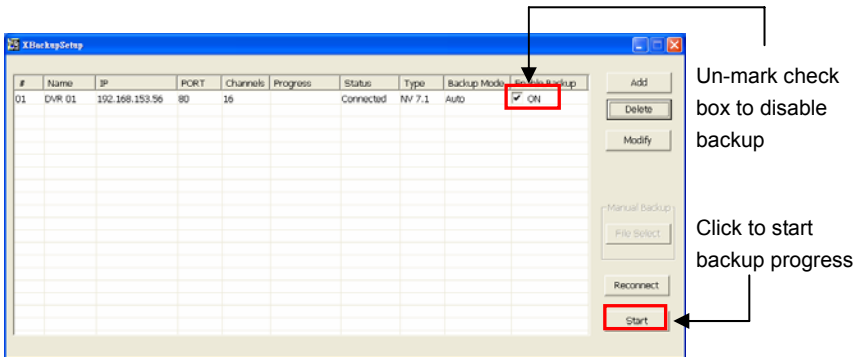 XBackupSetup
# Name IP PORT Channels Progress Status Type Backup Mode Enable Backup
01 DVR 01 192.168.153.56 80 16 Connected NV 7.1 Auto ON
Add
Delete
Modify
Manual Backup
File Select
Reconnect
Start
Un-mark check
box to disable
backup
Click to start
backup progress